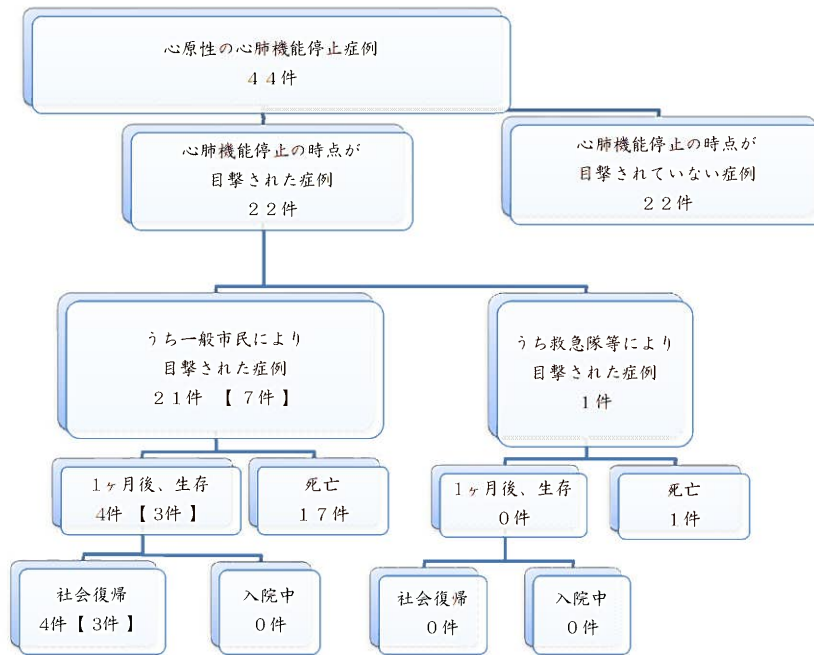 心原性の心肺機能停止症例
４４件
心肺機能停止の時点が
目撃された症例
２２件
心肺機能停止の時点が
目撃されていない症例
２２件
うち一般市民により
目撃された症例
２１件 【 7件 】
うち救急隊等により
目撃された症例
１件
１ヶ月後、生存
4件 【 3件 】
死亡
１７件
１ヶ月後、生存
０件
死亡
１件
社会復帰
4件【 3件 】
入院中
０件
社会復帰
０件
入院中
０件